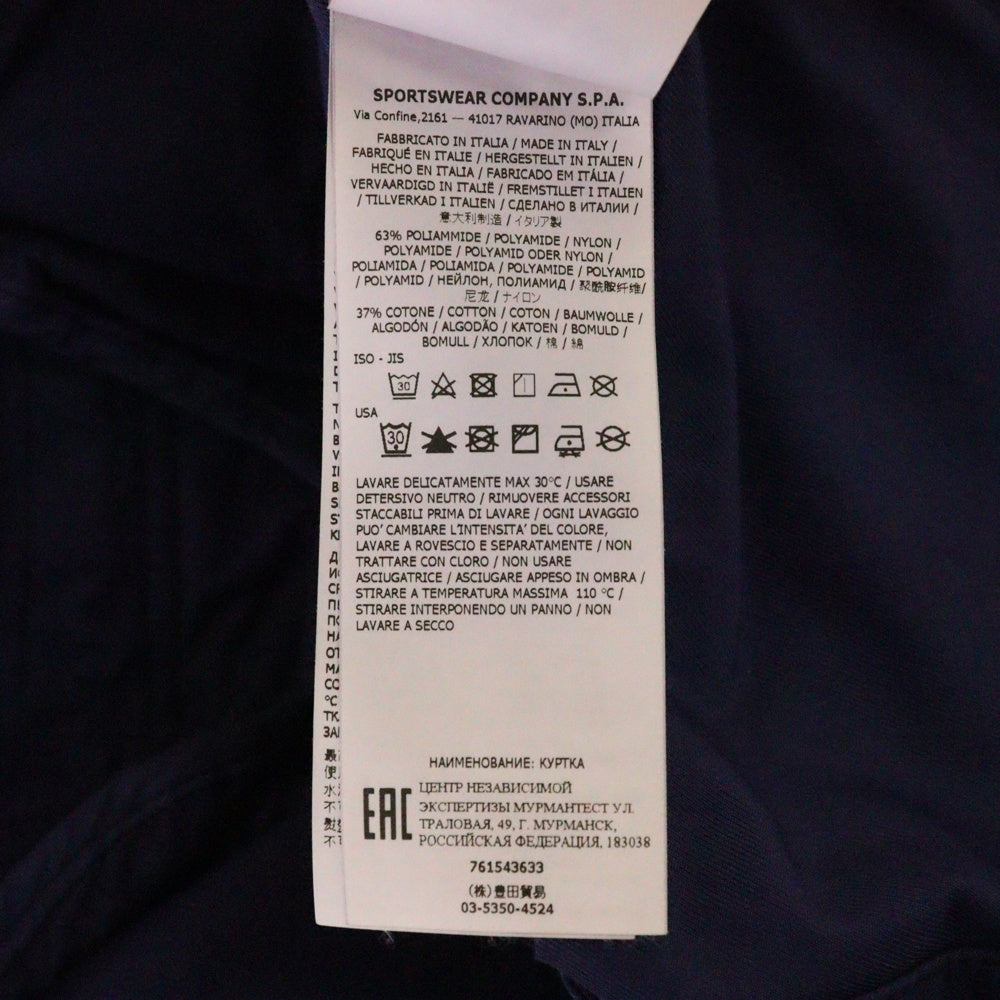 SPORTSWEAR COMPANY S.P.A.
Via Confine,2161 — 41017 RAVARINO (MO) ITALIA
FABBRICATO IN ITALIA / MADE IN ITALY /
FABRIQUÉ EN ITALIE / HERGESTELLT IN ITALIEN /
HECHO EN ITALIA / FABRICADO EM ITÁLIA /
VERVAARDIGD IN ITALIË / FREMSTILLET I ITALIEN
/ TILLVERKAD I ITALIEN / СДЕЛАНО В ИТАЛИИ /
意大利制造 / イタリア製
63% POLIAMMIDE / POLYAMIDE / NYLON /
POLYAMIDE / POLYAMID ODER NYLON /
POLIAMIDA / POLIAMIDA / POLYAMIDE / POLYAMID
/ POLYAMID / НЕЙЛОН, ПОЛИАМИД / 聚酰胺纤维/
尼龙 / ナイロン
37% COTONE / COTTON / COTON / BAUMWOLLE /
ALGODÓN / ALGODÃO / KATOEN / BOMULD /
BOMULL / ХЛОПОК / 棉 / 綿
ISO - JIS
30
USA
30
LAVARE DELICATAMENTE MAX 30°C / USARE
DETERSIVO NEUTRO / RIMUOVERE ACCESSORI
STACCABILI PRIMA DI LAVARE / OGNI LAVAGGIO
PUO' CAMBIARE L'INTENSITA' DEL COLORE,
LAVARE A ROVESCIO E SEPARATAMENTE / NON
TRATTARE CON CLORO / NON USARE
ASCIUGATRICE / ASCIUGARE APPESO IN OMBRA /
STIRARE A TEMPERATURA MASSIMA 110 °C /
STIRARE INTERPONENDO UN PANNO / NON
LAVARE A SECCO
НАИМЕНОВАНИЕ: КУРТКА
EAC
ЦЕНТР НЕЗАВИСИМОЙ
ЭКСПЕРТИЗЫ МУРМАНТЕСТ УЛ.
ТРАЛОВАЯ, 49, Г. МУРМАНСК,
РОССИЙСКАЯ ФЕДЕРАЦИЯ, 183038
761543633
(株)豊田貿易
03-5350-4524